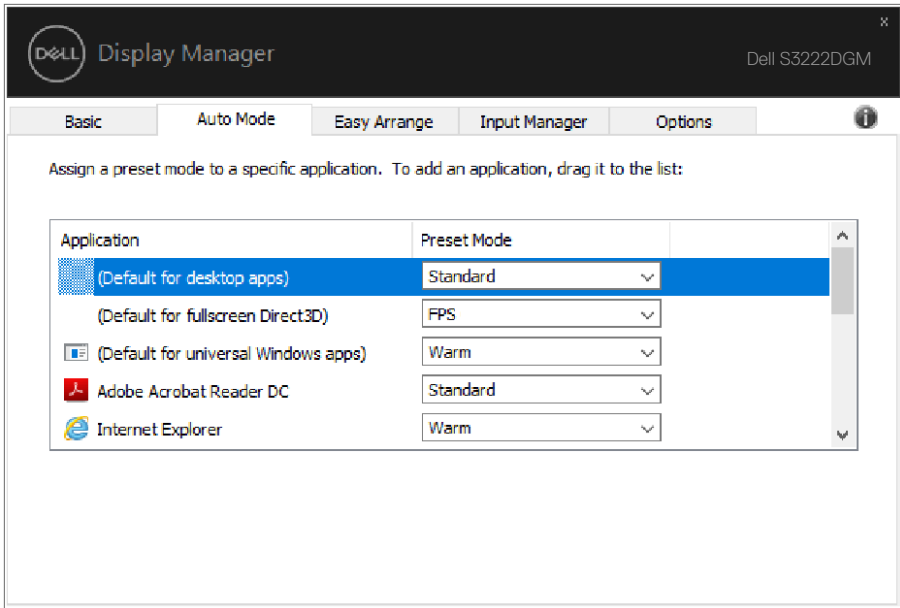 x
DELL Display Manager
Dell S3222DGM
Basic Auto Mode Easy Arrange Input Manager Options
Assign a preset mode to a specific application. To add an application, drag it to the list:
Application Preset Mode
(Default for desktop apps) Standard
(Default for fullscreen Direct3D) FPS
(Default for universal Windows apps) Warm
Adobe Acrobat Reader DC Standard
Internet Explorer Warm